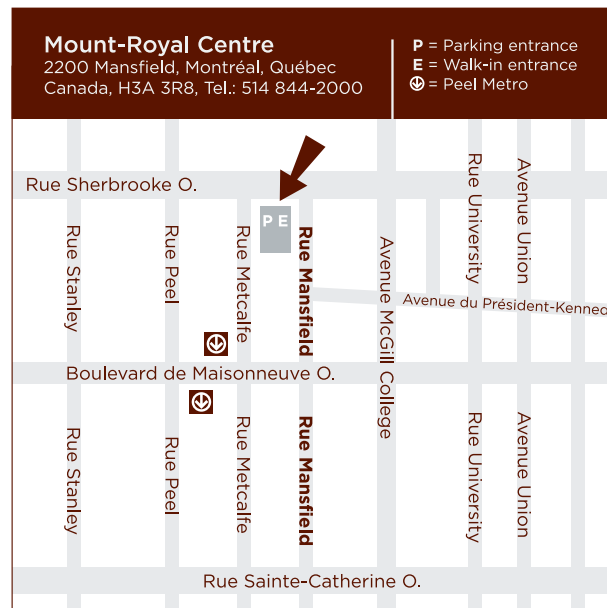 Mount-Royal Centre
2200 Mansfield, Montréal, Québec
Canada, H3A 3R8, Tel.: 514 844-2000
P = Parking entrance
E = Walk-in entrance
= Peel Metro
Rue Sherbrooke O.
P E
Rue Stanley
Rue Peel
Rue Metcalfe
Rue Mansfield
Avenue McGill College
Rue University
Avenue Union
Avenue du Président-Kenned
Boulevard de Maisonneuve O.
Rue Stanley
Rue Peel
Rue Metcalfe
Rue Mansfield
Rue University
Avenue Union
Rue Sainte-Catherine O.